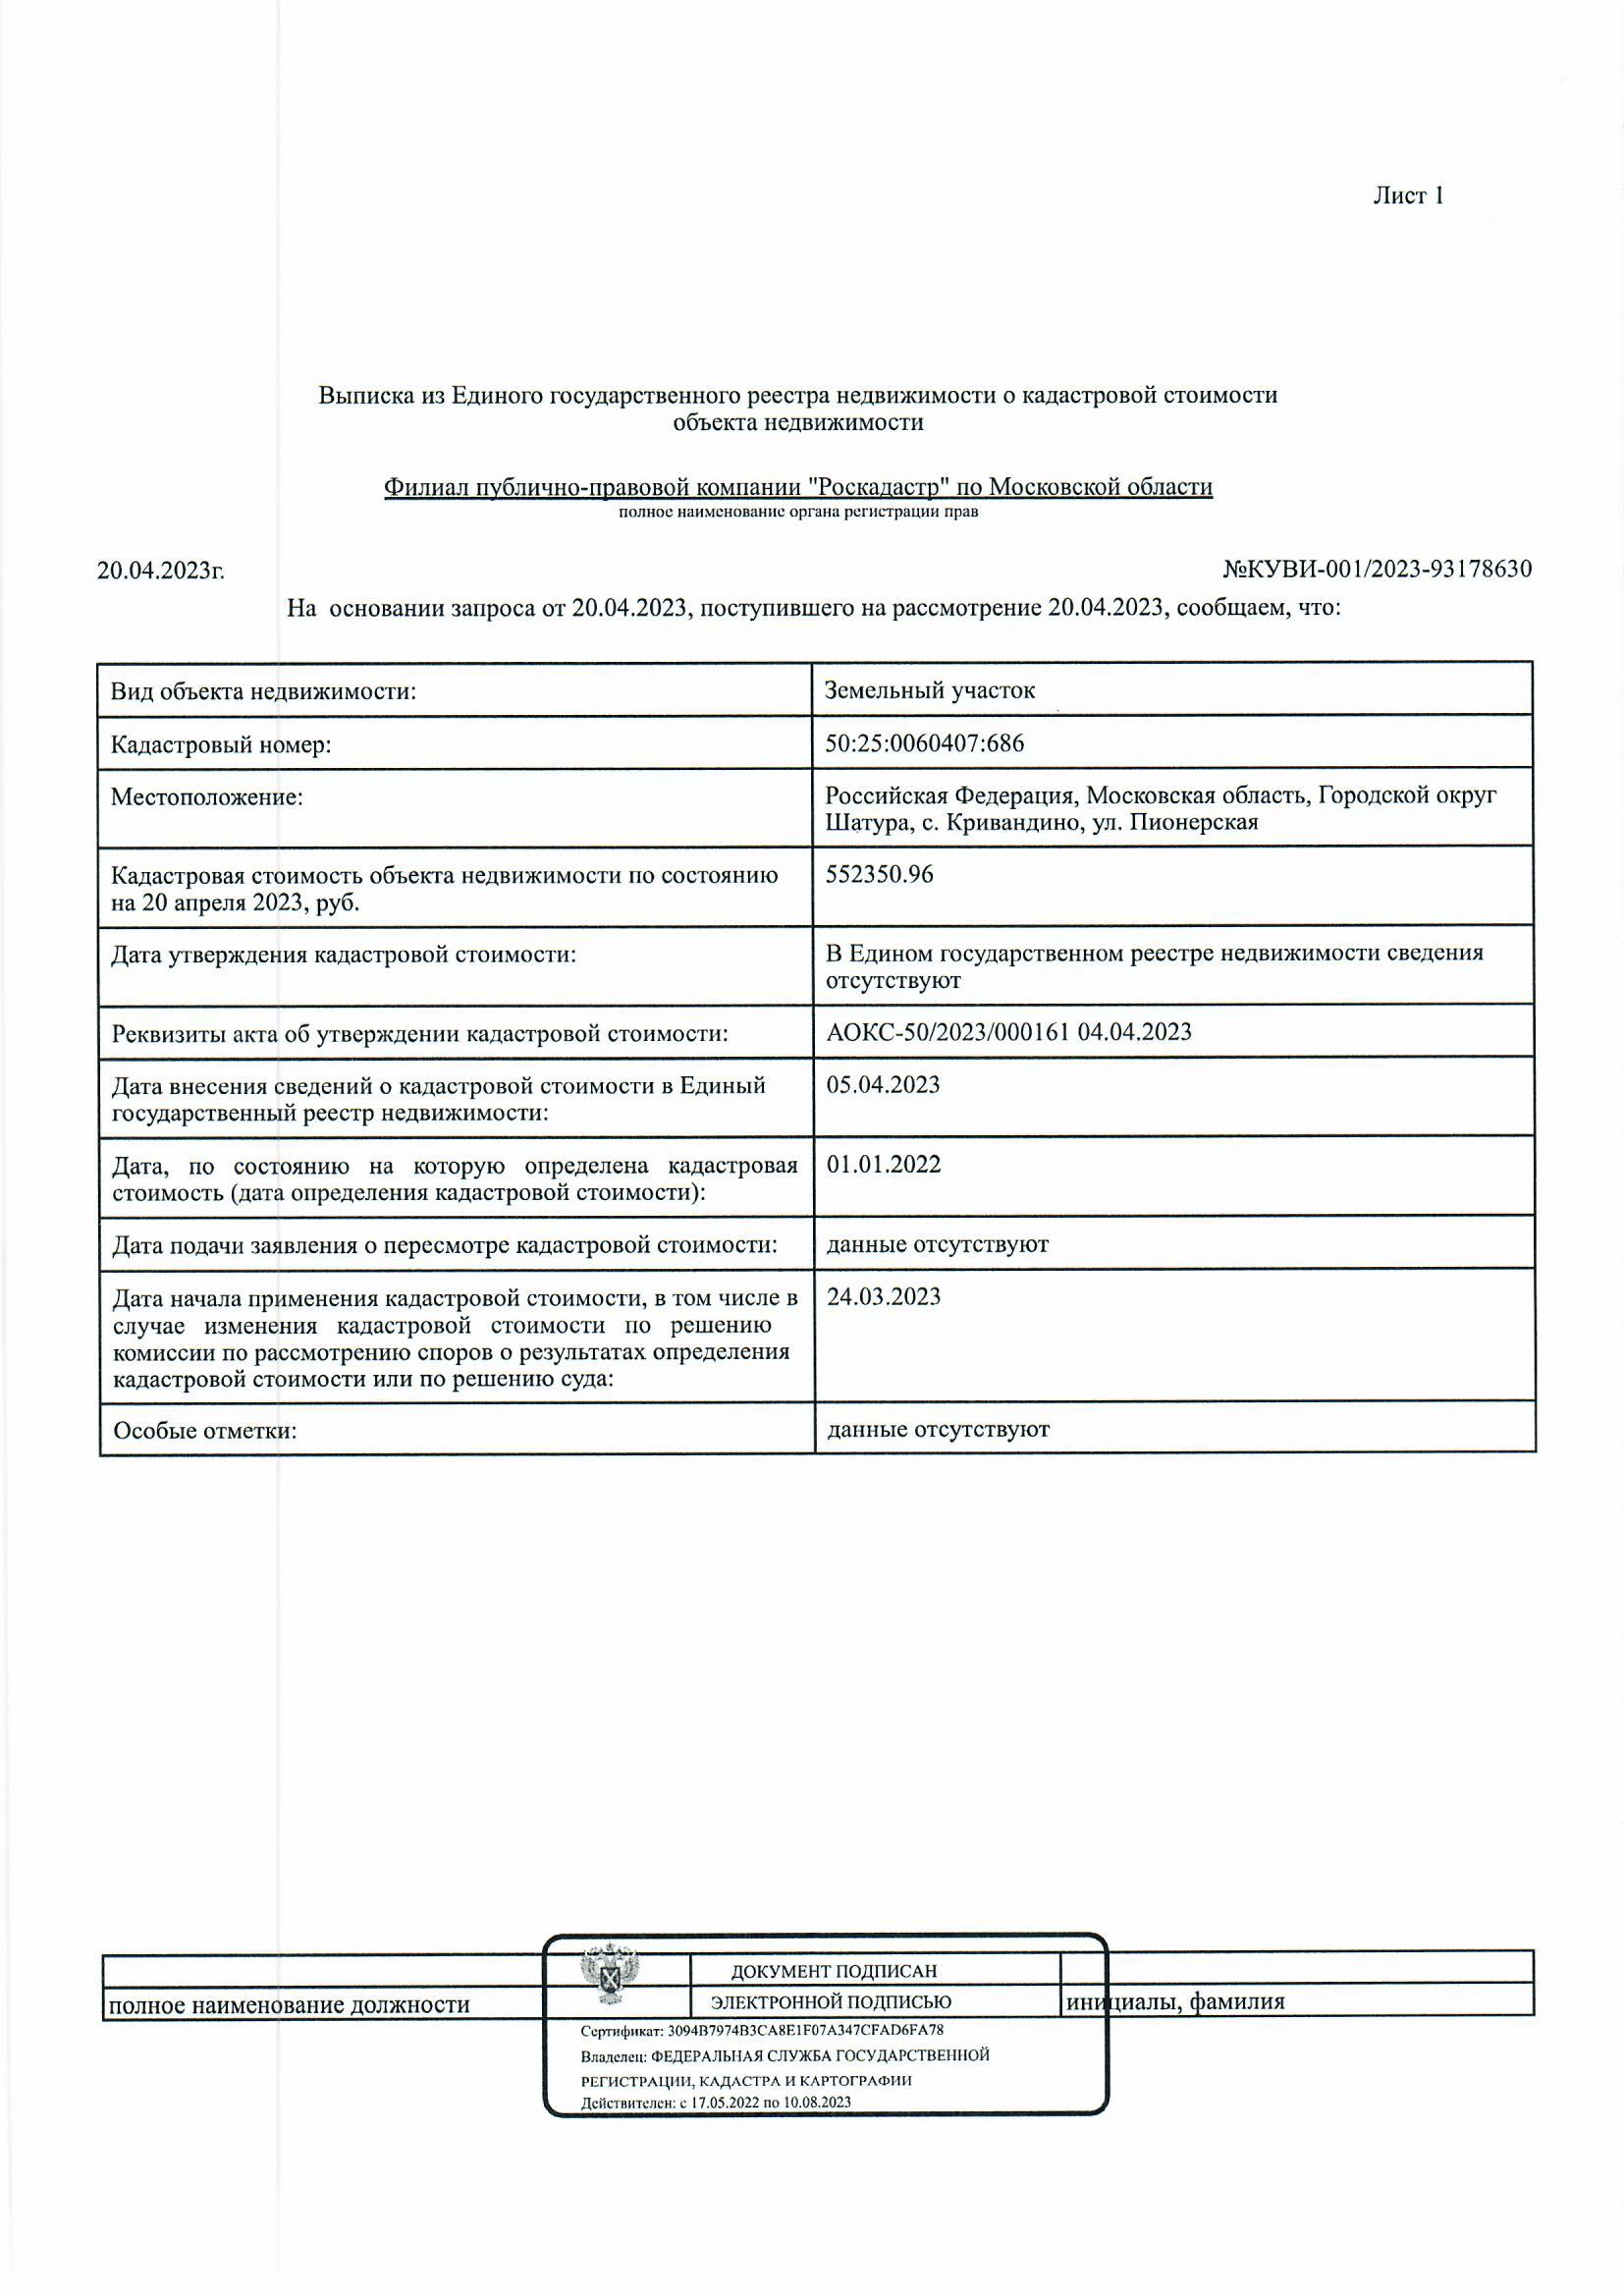 Лист 1
Выписка из Единого государственного реестра недвижимости о кадастровой стоимости
объекта недвижимости
Филиал публично-правовой компании "Роскадастр" по Московской области
полное наименование органа регистрации прав
20.04.2023г.
№КУВИ-001/2023-93178630
На основании запроса от 20.04.2023, поступившего на рассмотрение 20.04.2023, сообщаем, что:
Вид объекта недвижимости:
Земельный участок
Кадастровый номер:
50:25:0060407:686
Местоположение:
Российская Федерация, Московская область, Городской округ
Шатура, с. Кривандино, ул. Пионерская
Кадастровая стоимость объекта недвижимости по состоянию
на 20 апреля 2023, руб.
552350.96
Дата утверждения кадастровой стоимости:
В Едином государственном реестре недвижимости сведения
отсутствуют
Реквизиты акта об утверждении кадастровой стоимости:
АОКС-50/2023/000161 04.04.2023
Дата внесения сведений о кадастровой стоимости в Единый
государственный реестр недвижимости:
05.04.2023
Дата, по состоянию на которую определена кадастровая
стоимость (дата определения кадастровой стоимости):
01.01.2022
Дата подачи заявления о пересмотре кадастровой стоимости:
данные отсутствуют
Дата начала применения кадастровой стоимости, в том числе в
случае изменения кадастровой стоимости по решению
комиссии по рассмотрению споров о результатах определения
кадастровой стоимости или по решению суда:
24.03.2023
Особые отметки:
данные отсутствуют
ДОКУМЕНТ ПОДПИСАН
полное наименование должности
ЭЛЕКТРОННОЙ ПОДПИСЬЮ
инициалы, фамилия
Сертификат: 3094B7974B3CA8E1F07A347CFAD6FA78
Владелец: ФЕДЕРАЛЬНАЯ СЛУЖБА ГОСУДАРСТВЕННОЙ
РЕГИСТРАЦИИ, КАДАСТРА И КАРТОГРАФИИ
Действителен: с 17.05.2022 по 10.08.2023